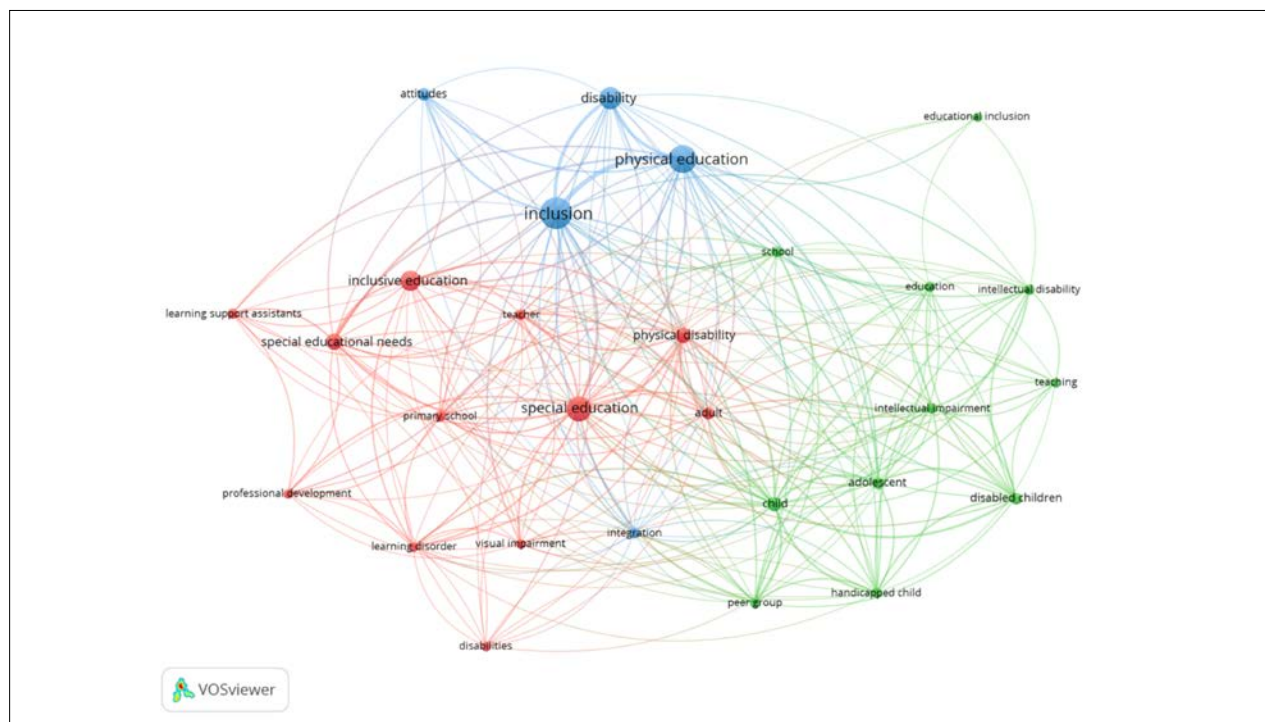 attitudes
disability
educational inclusion
physical education
inclusion
school
inclusive education
education
intellectual disability
learning support assistants
teacher
special educational needs
physical disability
teaching
special education
intellectual impairment
primary school
adult
adolescent
professional development
disabled children
child
integration
learning disorder
visual impairment
handicapped child
peer group
disabilities
VOSviewer